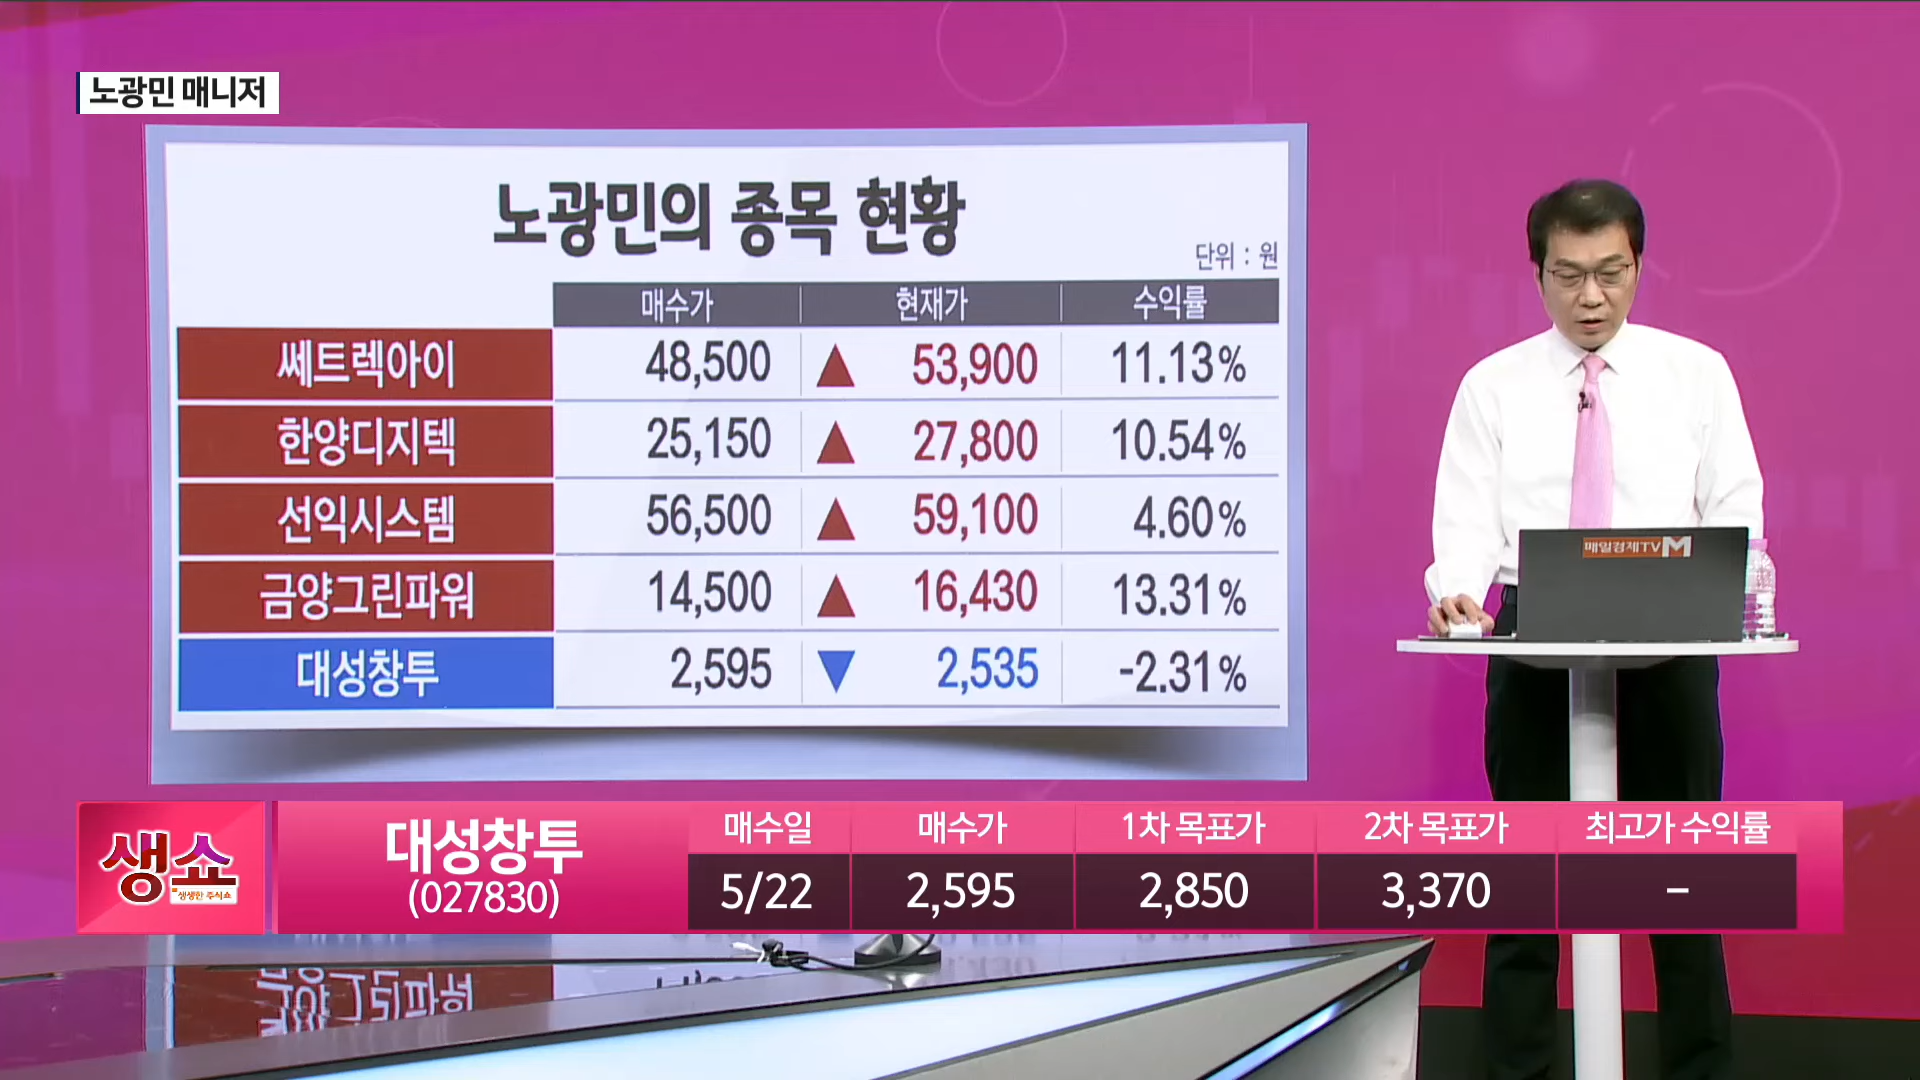 노광민 매니저
노광민의 종목 현황
단위 : 원
매수가 현재가 수익률
쎄트렉아이 48,500 ▲ 53,900 11.13%
한양디지텍 25,150 ▲ 27,800 10.54%
선익시스템 56,500 ▲ 59,100 4.60%
금양그린파워 14,500 ▲ 16,430 13.31%
대성창투 2,595 ▼ 2,535 -2.31%
매일경제TV M
생쇼
생생한 주식쇼
대성창투
(027830)
매수일 매수가 1차 목표가 2차 목표가 최고가 수익률
5/22 2,595 2,850 3,370 -